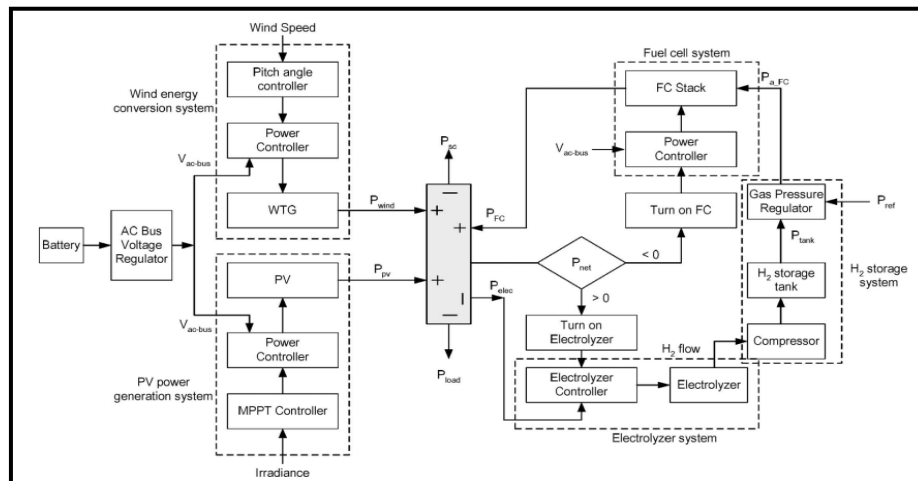 Wind Speed
Wind energy
conversion system
Pitch angle
controller
Power
Controller
V_ac-bus
WTG
P_wind
Battery
AC Bus
Voltage
Regulator
PV
P_pv
V_ac-bus
Power
Controller
PV power
generation system
MPPT Controller
Irradiance
P_sc
+
+
+
P_FC
P_elec
P_load
P_net
< 0
> 0
Fuel cell system
FC Stack
P_a_FC
V_ac-bus
Power
Controller
Turn on FC
Gas Pressure
Regulator
P_ref
P_tank
H2 storage
tank
H2 storage
system
Compressor
Turn on
Electrolyzer
H2 flow
Electrolyzer
Controller
Electrolyzer
Electrolyzer system